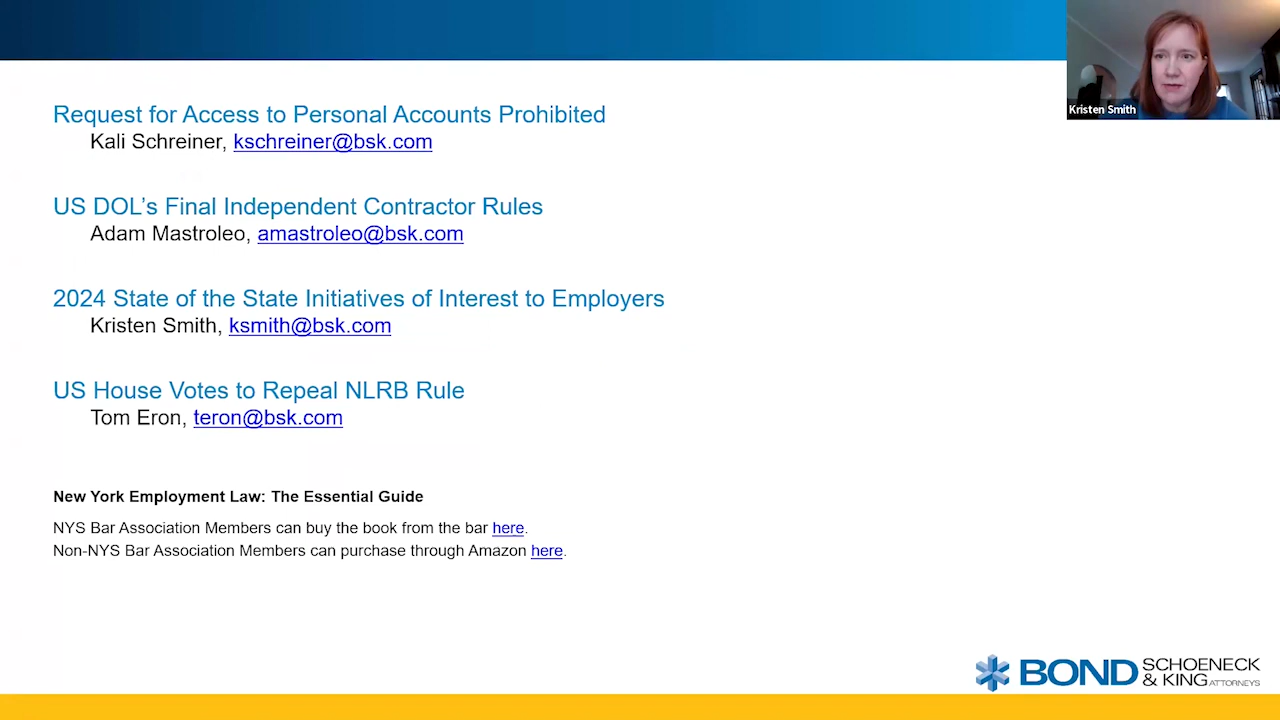 Request for Access to Personal Accounts Prohibited
Kali Schreiner, kschreiner@bsk.com
US DOL’s Final Independent Contractor Rules
Adam Mastroleo, amastroleo@bsk.com
2024 State of the State Initiatives of Interest to Employers
Kristen Smith, ksmith@bsk.com
US House Votes to Repeal NLRB Rule
Tom Eron, teron@bsk.com
New York Employment Law: The Essential Guide
NYS Bar Association Members can buy the book from the bar here.
Non-NYS Bar Association Members can purchase through Amazon here.
Kristen Smith
BOND SCHOENECK
& KING ATTORNEYS